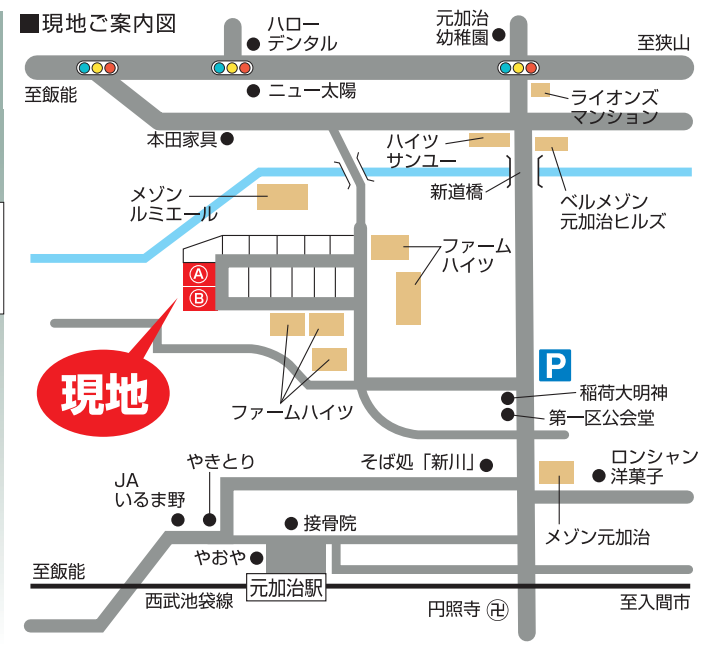 ■現地ご案内図
ハロー
デンタル
元加治
幼稚園
至狭山
至飯能
ニュー太陽
ライオンズ
マンション
本田家具
ハイツ
サンユー
メゾン
ルミエール
新道橋
ベルメゾン
元加治ヒルズ
ファーム
ハイツ
A
B
現地
P
ファームハイツ
稲荷大明神
第一区公会堂
やきとり
そば処「新川」
ロンシャン
洋菓子
JA
いるま野
接骨院
メゾン元加治
やおや
至飯能
元加治駅
西武池袋線
円照寺 卍
至入間市